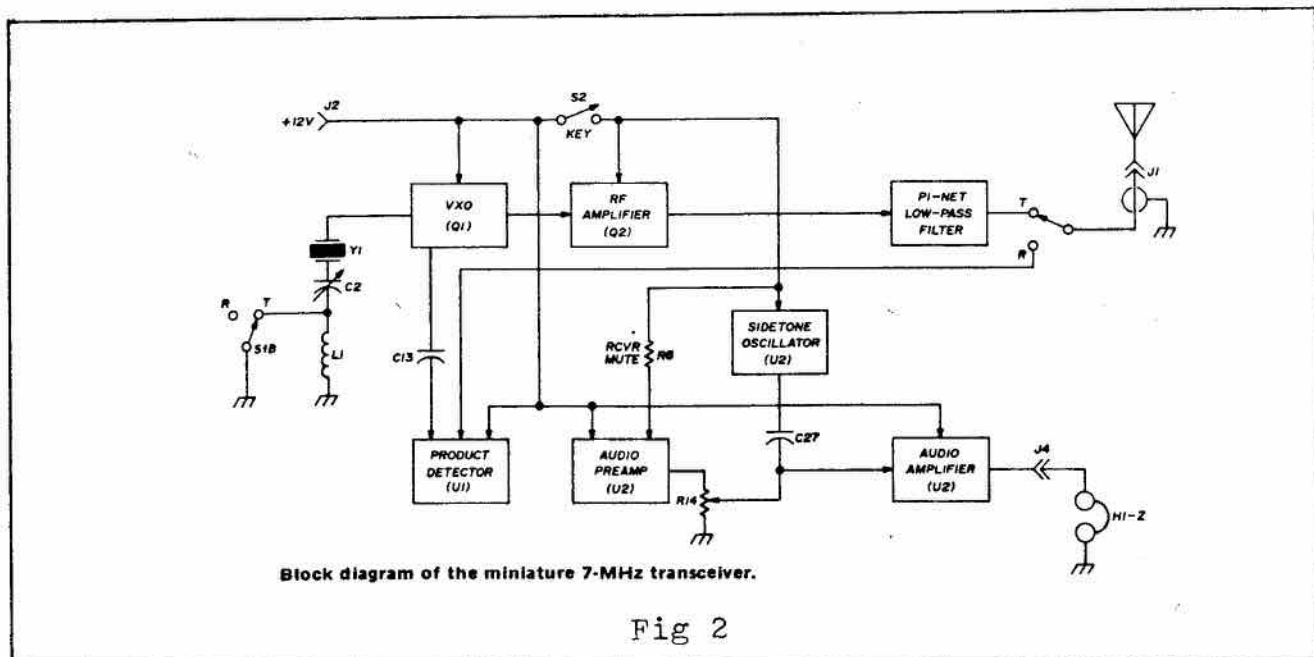 S2
J2
+12V
KEY
J1
VXO
(Q1)
RF
AMPLIFIER
(Q2)
PI-NET
LOW-PASS
FILTER
T
R
Y1
C2
R
T
S1B
L1
C13
RCVR
MUTE
R6
SIDETONE
OSCILLATOR
(U2)
C27
PRODUCT
DETECTOR
(U1)
AUDIO
PREAMP
(U2)
R14
AUDIO
AMPLIFIER
(U2)
J4
HI-Z
Block diagram of the miniature 7-MHz transceiver.
Fig 2